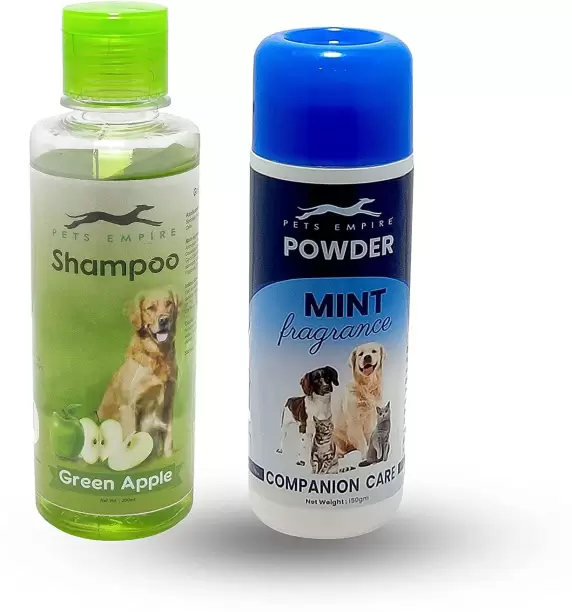 PETS EMPIRE
Shampoo
Green Apple
PETS EMPIRE
POWDER
MINT
fragrance
COMPANION CARE
Net Weight : 150gm